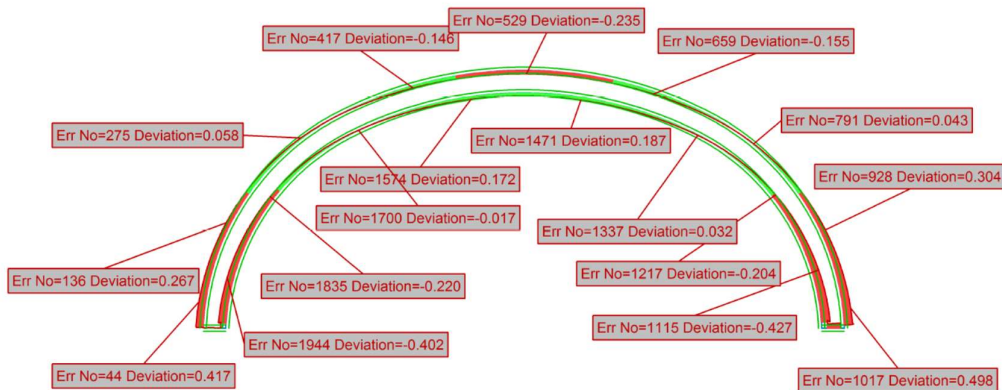 Err No=529 Deviation=-0.235
Err No=417 Deviation=-0.146
Err No=659 Deviation=-0.155
Err No=275 Deviation=0.058
Err No=791 Deviation=0.043
Err No=1471 Deviation=0.187
Err No=1574 Deviation=0.172
Err No=928 Deviation=0.304
Err No=1700 Deviation=-0.017
Err No=1337 Deviation=0.032
Err No=136 Deviation=0.267
Err No=1835 Deviation=-0.220
Err No=1217 Deviation=-0.204
Err No=1115 Deviation=-0.427
Err No=1944 Deviation=-0.402
Err No=44 Deviation=0.417
Err No=1017 Deviation=0.498